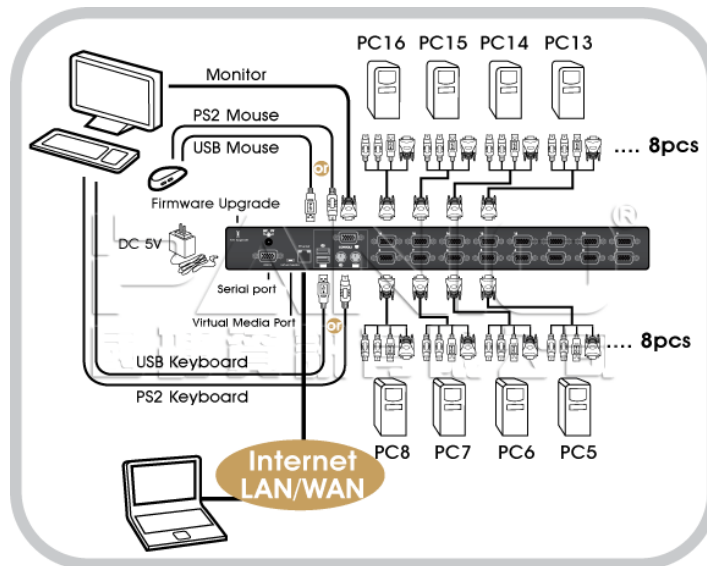 PC16 PC15 PC14 PC13
Monitor
PS2 Mouse
USB Mouse
or
.... 8pcs
Firmware Upgrade
®
DC 5V
Serial port
Virtual Media Port
or
.... 8pcs
USB Keyboard
PS2 Keyboard
PC8 PC7 PC6 PC5
Internet
LAN/WAN